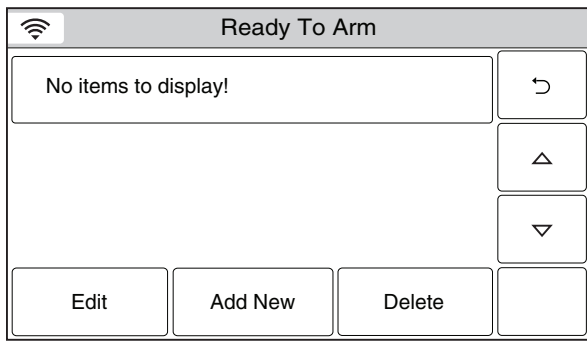 Ready To Arm
No items to display!
Edit
Add New
Delete